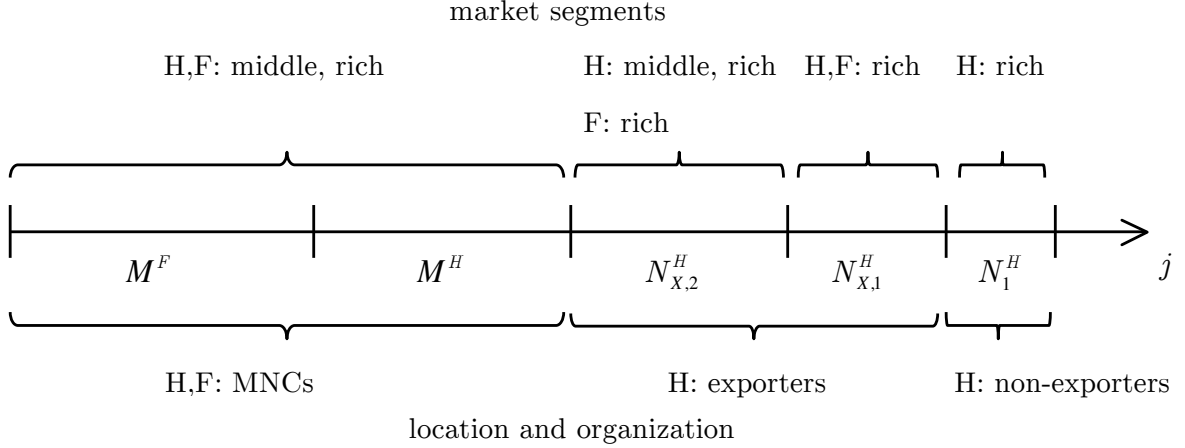 market segments
H,F: middle, rich H: middle, rich H,F: rich H: rich
F: rich
M^F M^H N^H_{X,2} N^H_{X,1} N^H_1 j
H,F: MNCs H: exporters H: non-exporters
location and organization